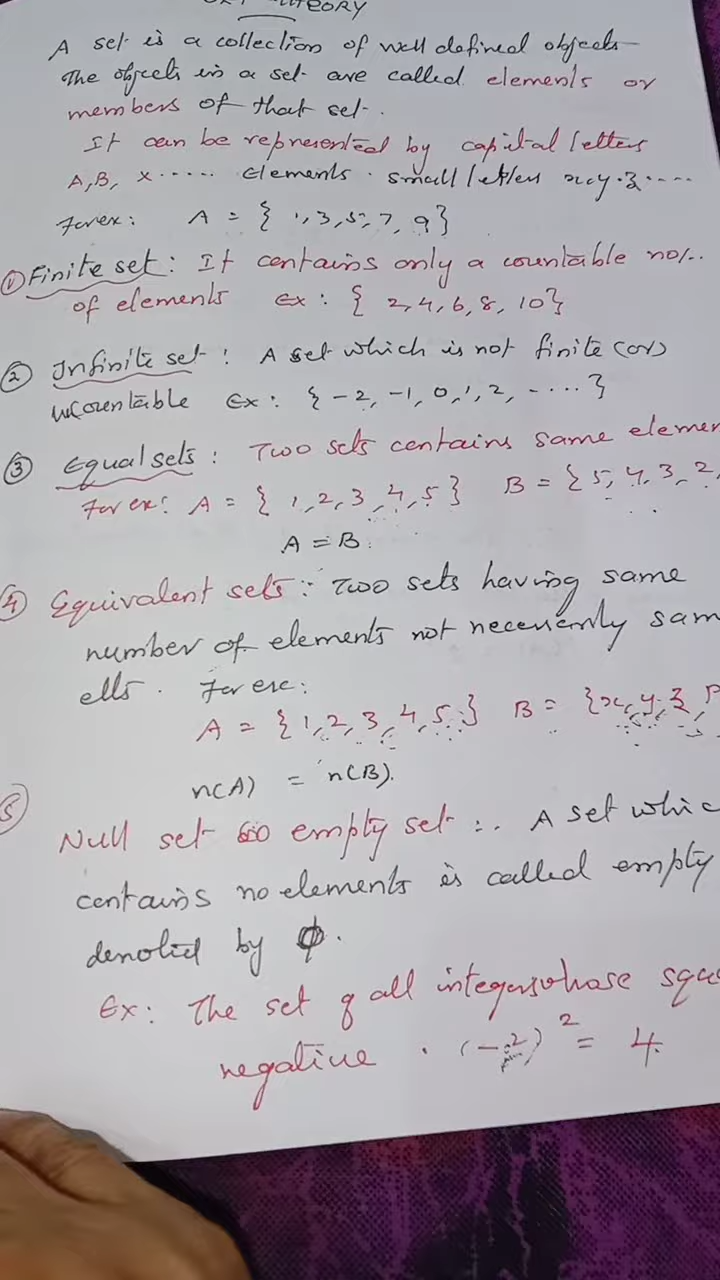 THEORY
A set is a collection of well defined objects
The objects in a set are called elements or
members of that set.
It can be represented by capital letters
A, B, X ..... Elements . small letters x, y, z ....
For ex: A = { 1, 3, 5, 7, 9 }
① Finite set : It contains only a countable no/..
of elements Ex : { 2, 4, 6, 8, 10 }
② Infinite set : A set which is not finite (or)
uncountable Ex : { -2, -1, 0, 1, 2, ..... }
③ Equal sets : Two sets contains same elemen
For ex: A = { 1, 2, 3, 4, 5 } B = { 5, 4, 3, 2,
A = B.
④ Equivalent sets : Two sets having same
number of elements not necessarily sam
ells. For ex:
A = { 1, 2, 3, 4, 5 } B = { x, y, z, P
n(A) = n(B).
⑤ Null set empty set :. A set whic
contains no elements is called empty
denoted by ϕ.
Ex: The set of all integers whose squa
negative . (-2)² = 4.